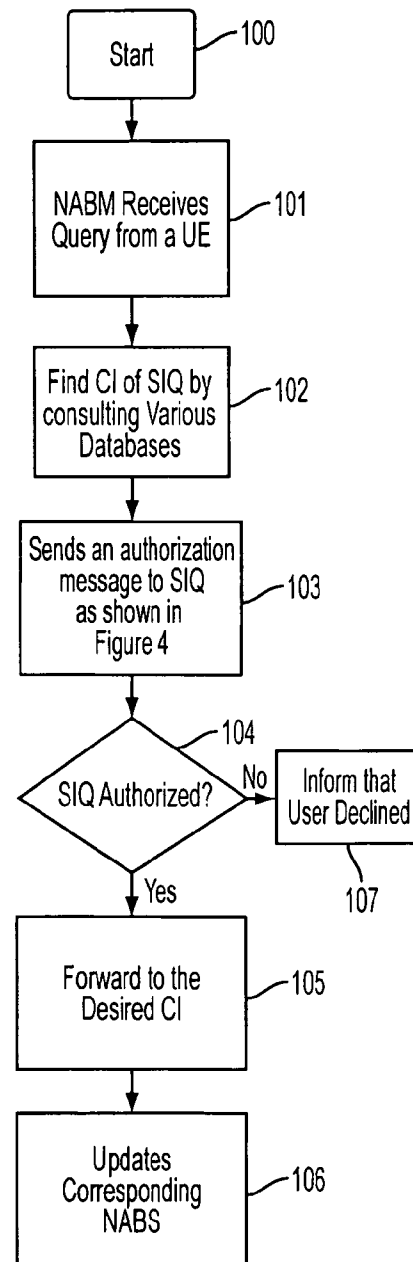 Start
100
NABM Receives
Query from a UE
101
Find CI of SIQ by
consulting Various
Databases
102
Sends an authorization
message to SIQ
as shown in
Figure 4
103
104
SIQ Authorized?
No
Inform that
User Declined
107
Yes
Forward to the
Desired CI
105
Updates
Corresponding
NABS
106